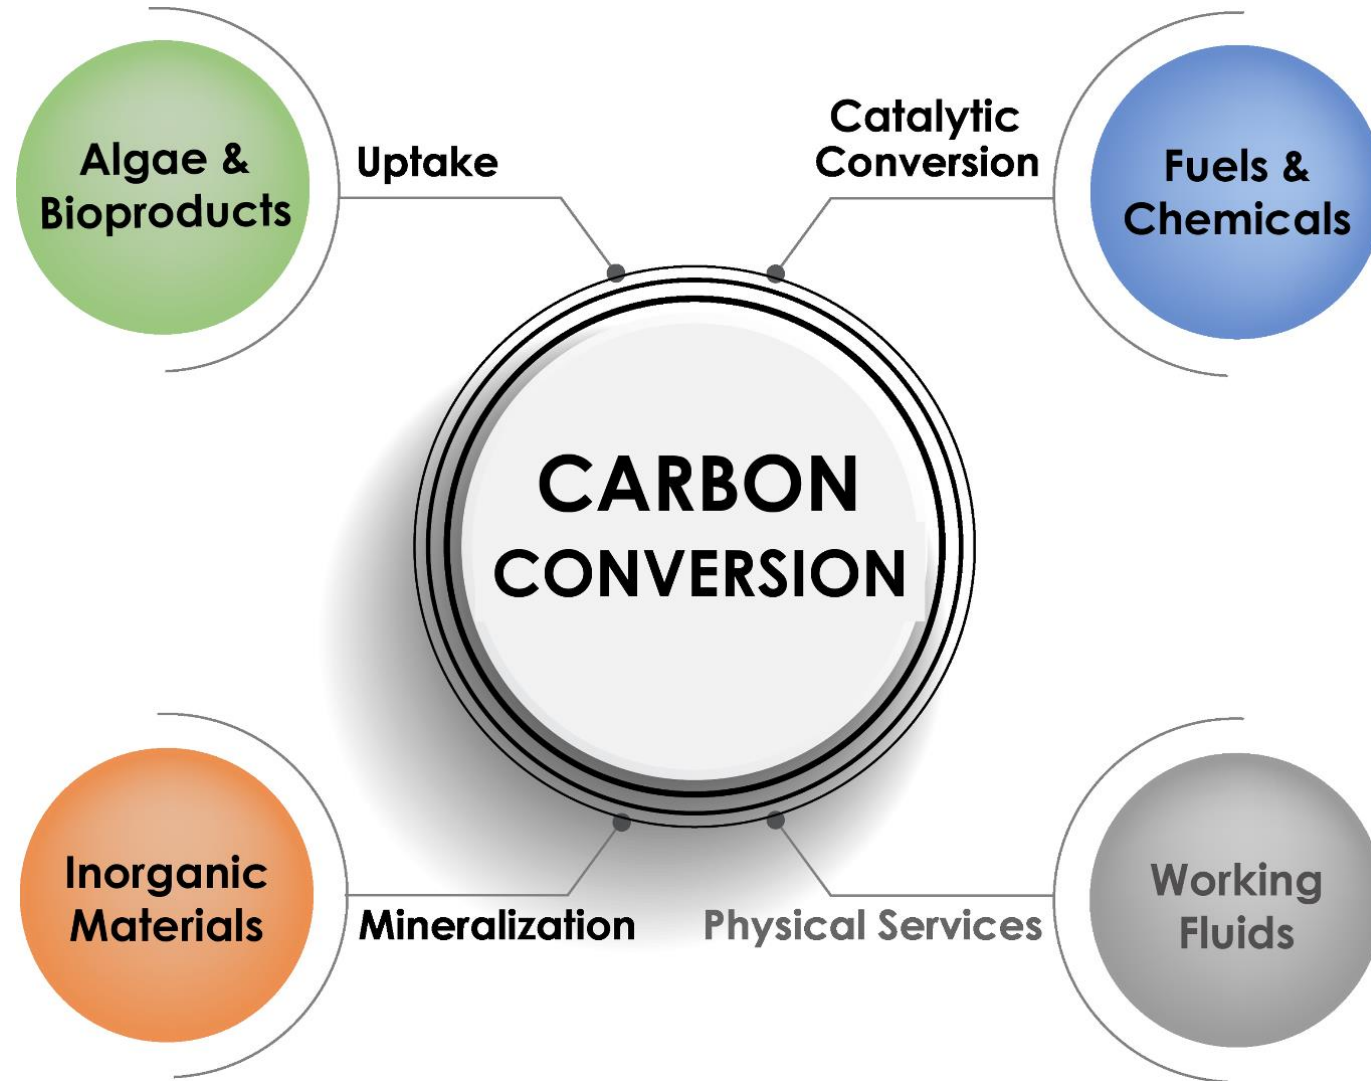 Algae &
Bioproducts
Uptake
Catalytic
Conversion
Fuels &
Chemicals
CARBON
CONVERSION
Inorganic
Materials
Mineralization
Physical Services
Working
Fluids